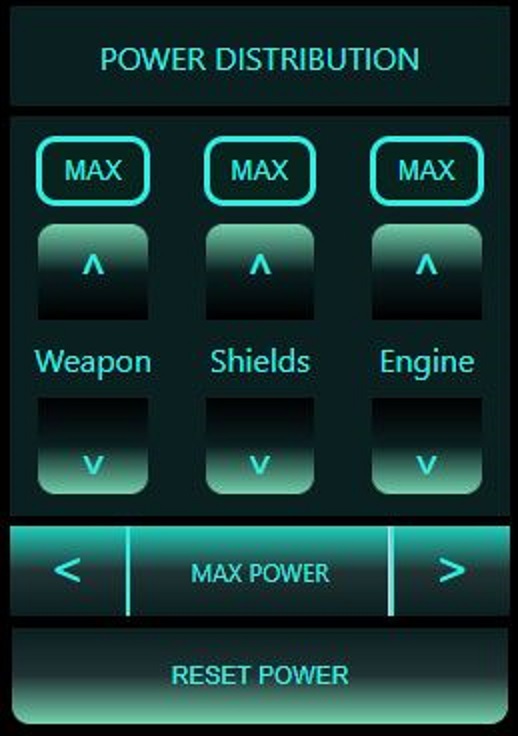 POWER DISTRIBUTION
MAX MAX MAX
^ ^ ^
Weapon Shields Engine
v v v
< MAX POWER >
RESET POWER